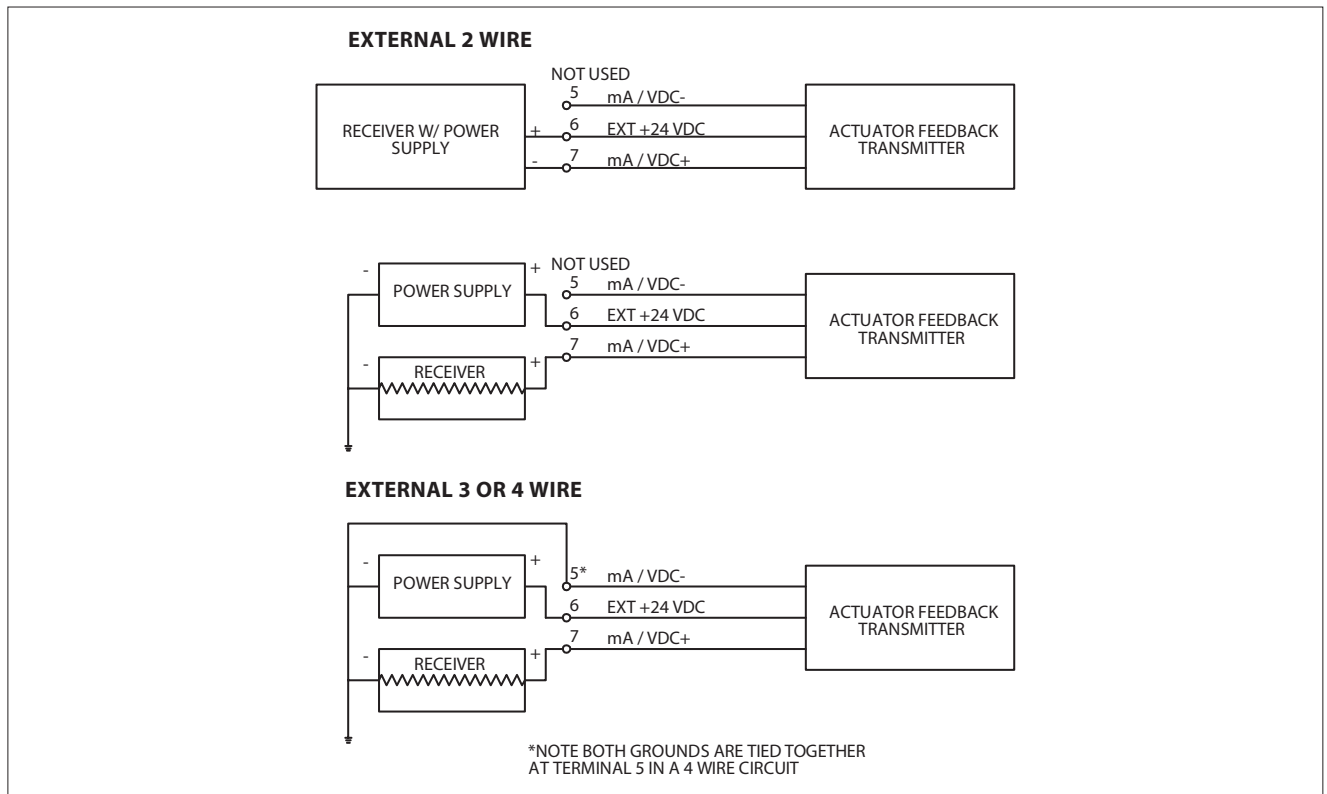 EXTERNAL 2 WIRE
NOT USED
5 mA / VDC-
RECEIVER W/ POWER
SUPPLY
+ 6 EXT +24 VDC
- 7 mA / VDC+
ACTUATOR FEEDBACK
TRANSMITTER
- POWER SUPPLY +
NOT USED
5 mA / VDC-
6 EXT +24 VDC
7 mA / VDC+
- RECEIVER +
ACTUATOR FEEDBACK
TRANSMITTER
EXTERNAL 3 OR 4 WIRE
- POWER SUPPLY +
5* mA / VDC-
6 EXT +24 VDC
7 mA / VDC+
- RECEIVER +
ACTUATOR FEEDBACK
TRANSMITTER
*NOTE BOTH GROUNDS ARE TIED TOGETHER
AT TERMINAL 5 IN A 4 WIRE CIRCUIT